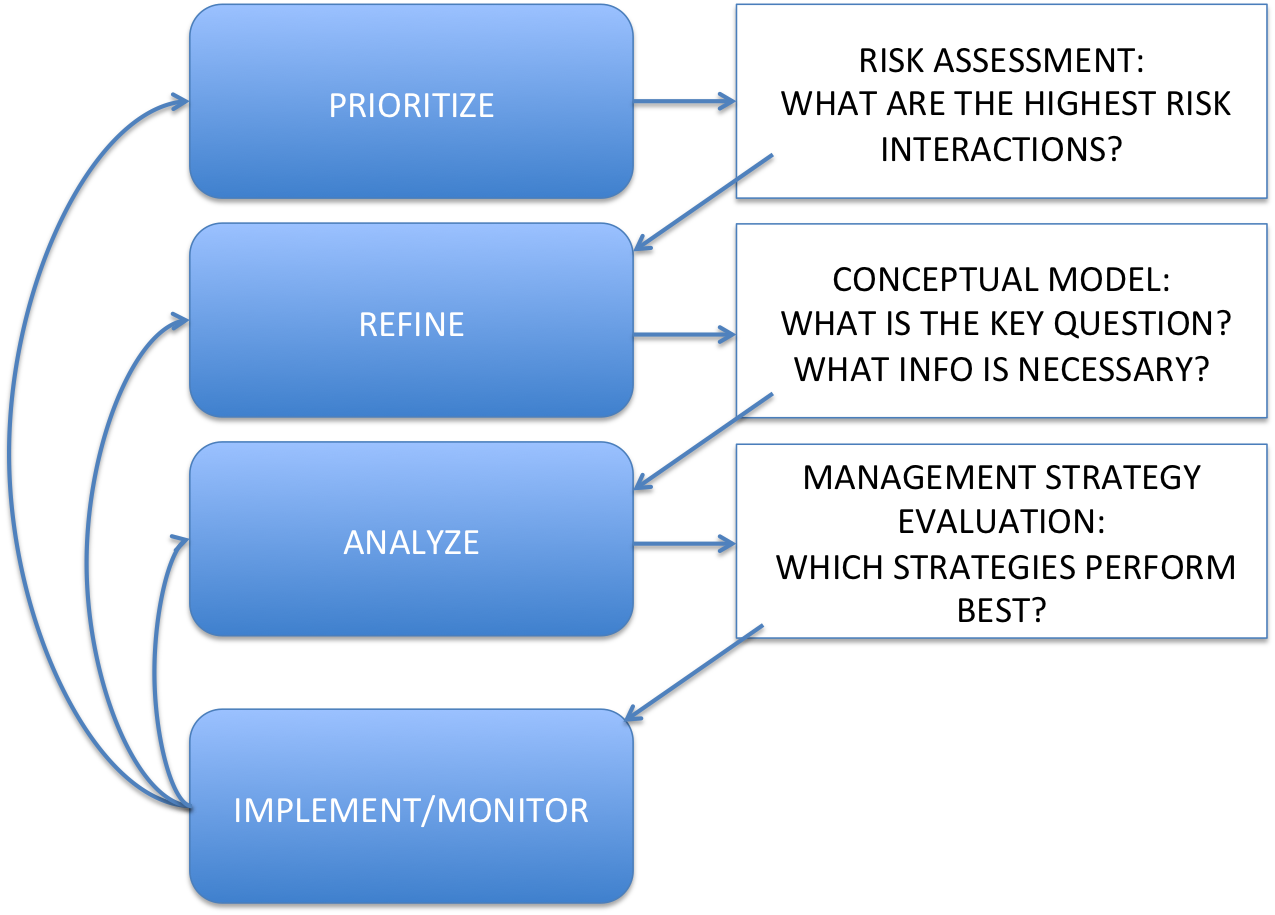 PRIORITIZE
RISK ASSESSMENT:
WHAT ARE THE HIGHEST RISK
INTERACTIONS?
REFINE
CONCEPTUAL MODEL:
WHAT IS THE KEY QUESTION?
WHAT INFO IS NECESSARY?
ANALYZE
MANAGEMENT STRATEGY
EVALUATION:
WHICH STRATEGIES PERFORM
BEST?
IMPLEMENT/MONITOR